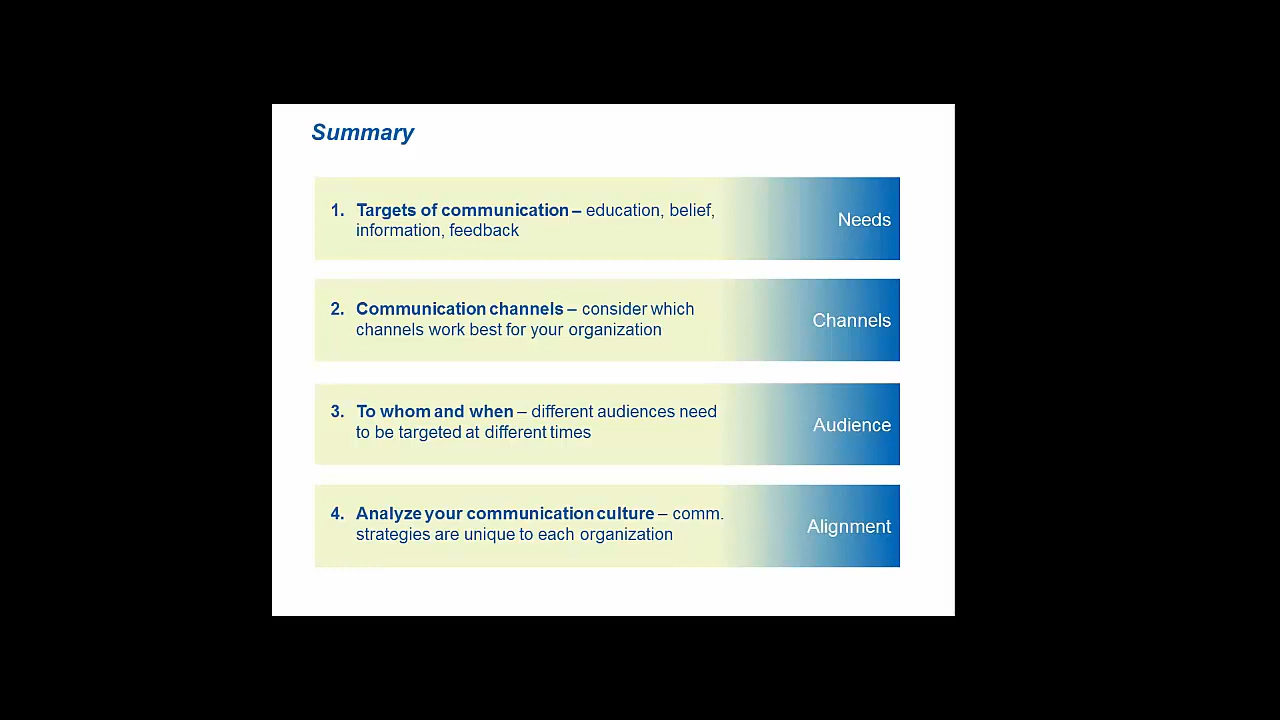 Summary
1. Targets of communication – education, belief,
information, feedback
Needs
2. Communication channels – consider which
channels work best for your organization
Channels
3. To whom and when – different audiences need
to be targeted at different times
Audience
4. Analyze your communication culture – comm.
strategies are unique to each organization
Alignment